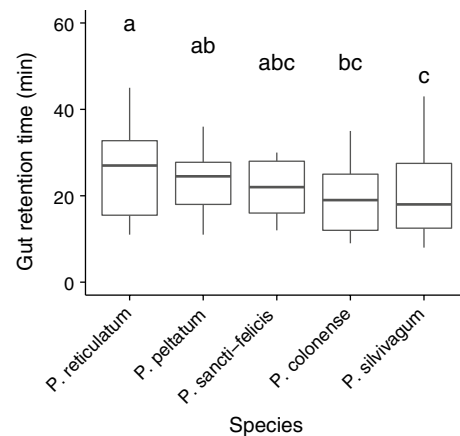 60
40
20
0
Gut retention time (min)
a
ab
abc
bc
c
P. reticulatum
P. peltatum
P. sancti−felicis
P. colonense
P. silvivagum
Species